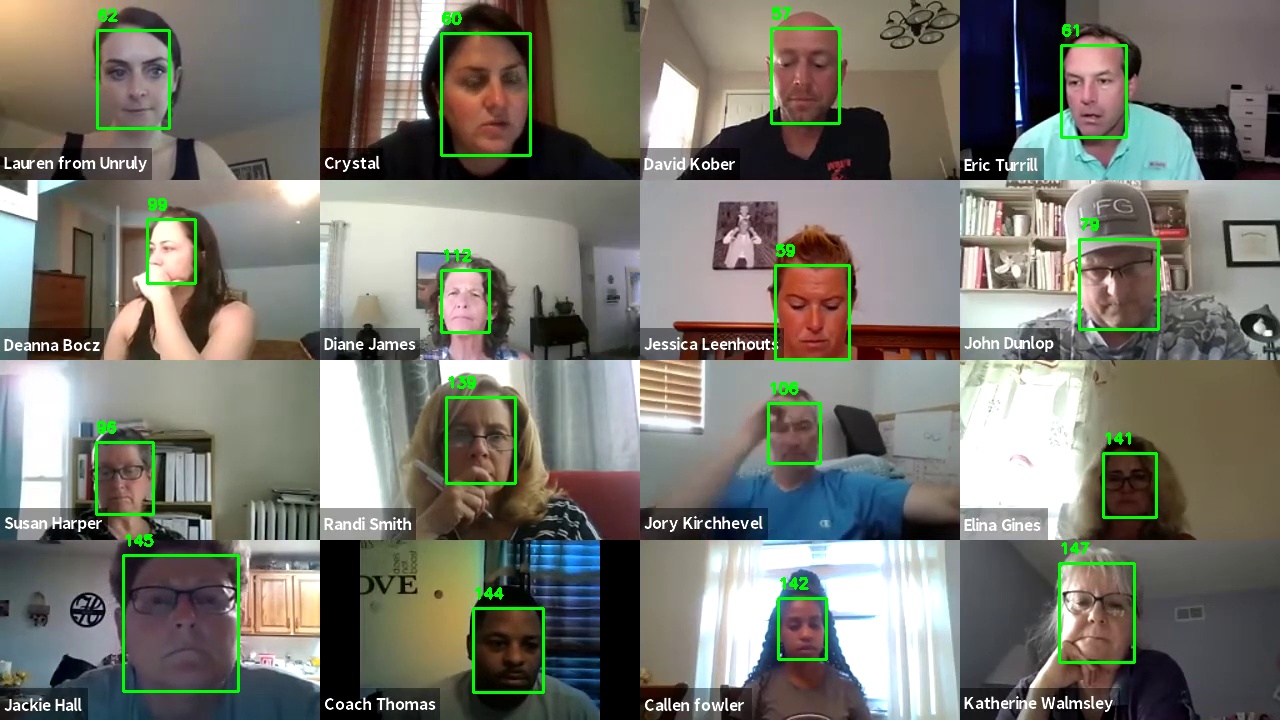 62
60
57
61
Lauren from Unruly
Crystal
David Kober
Eric Turrill
99
112
59
79
LFG
Deanna Bocz
Diane James
Jessica Leenhouts
John Dunlop
96
139
106
141
Susan Harper
Randi Smith
Jory Kirchhevel
Elina Gines
145
144
142
147
OVE
Jackie Hall
Coach Thomas
Callen fowler
Katherine Walmsley